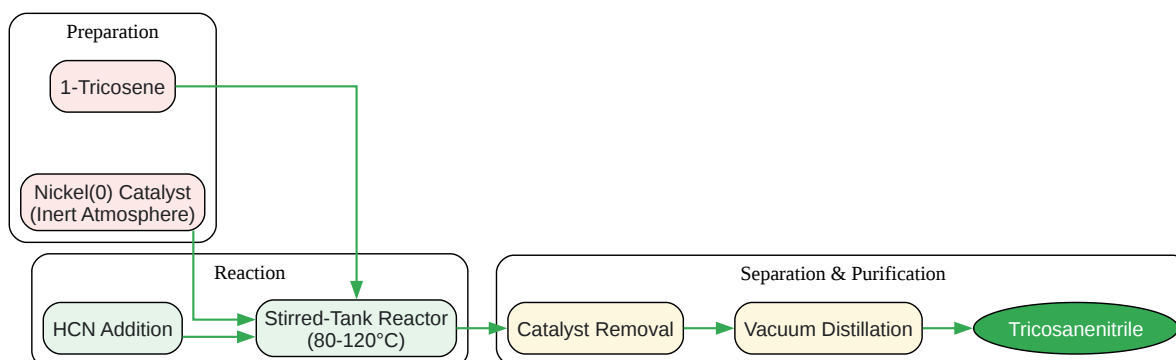 Preparation
1-Tricosene
Nickel(0) Catalyst
(Inert Atmosphere)
Reaction
HCN Addition
Stirred-Tank Reactor
(80-120°C)
Separation & Purification
Catalyst Removal
Vacuum Distillation
Tricosanenitrile